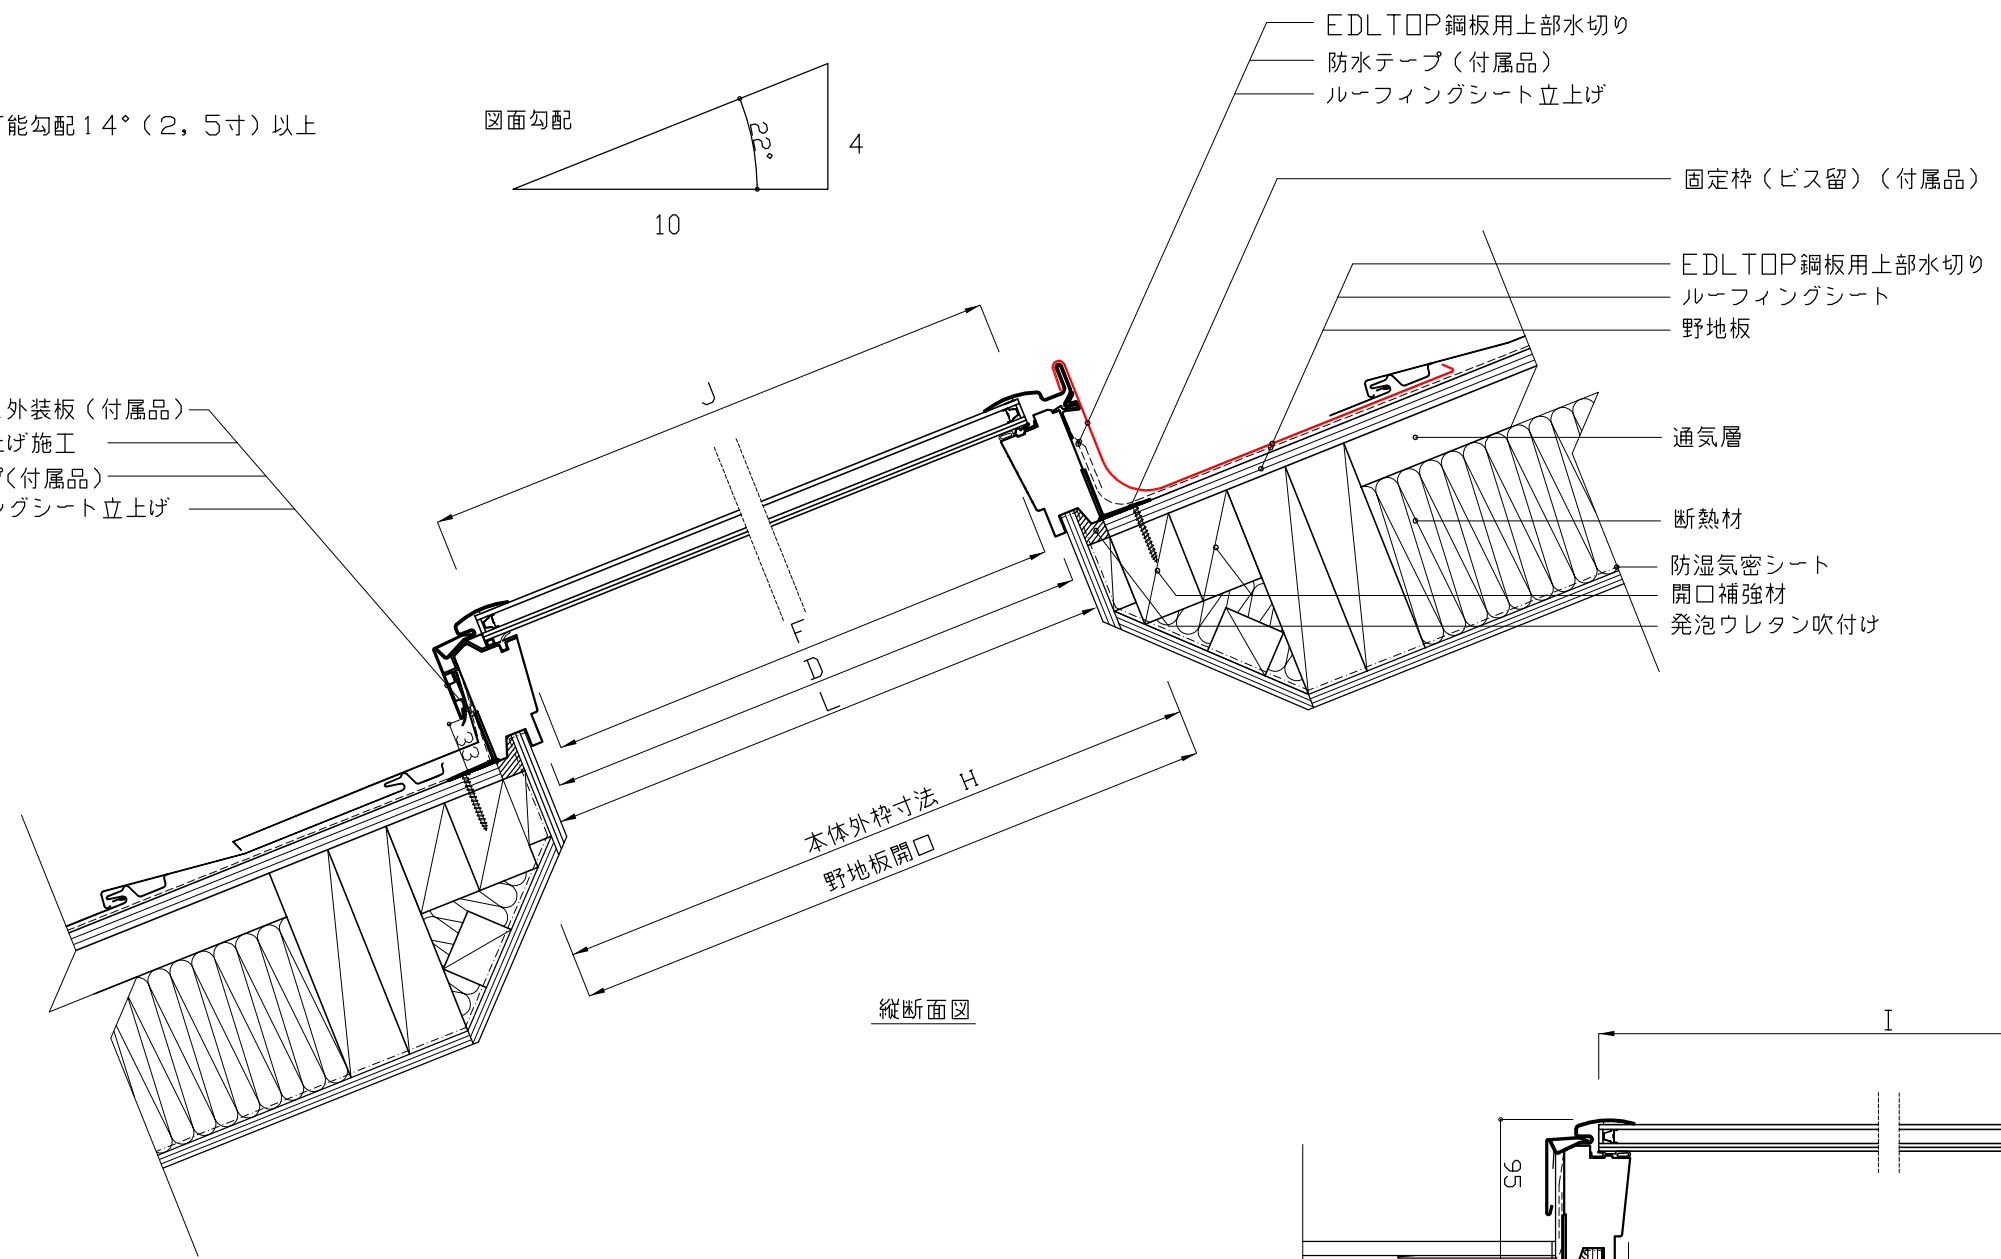 EDLTOP鋼板用上部水切り
防水テープ（付属品）
ルーフィングシート立上げ
能勾配14°（2，5寸）以上
図面勾配
22°
4
10
固定枠（ビス留）（付属品）
EDLTOP鋼板用上部水切り
ルーフィングシート
野地板
J
外装板（付属品）
げ施工
(付属品)
グシート立上げ
通気層
断熱材
防湿気密シート
開口補強材
発泡ウレタン吹付け
F
D
L
33
本体外枠寸法　H
野地板開口
縦断面図
I
95